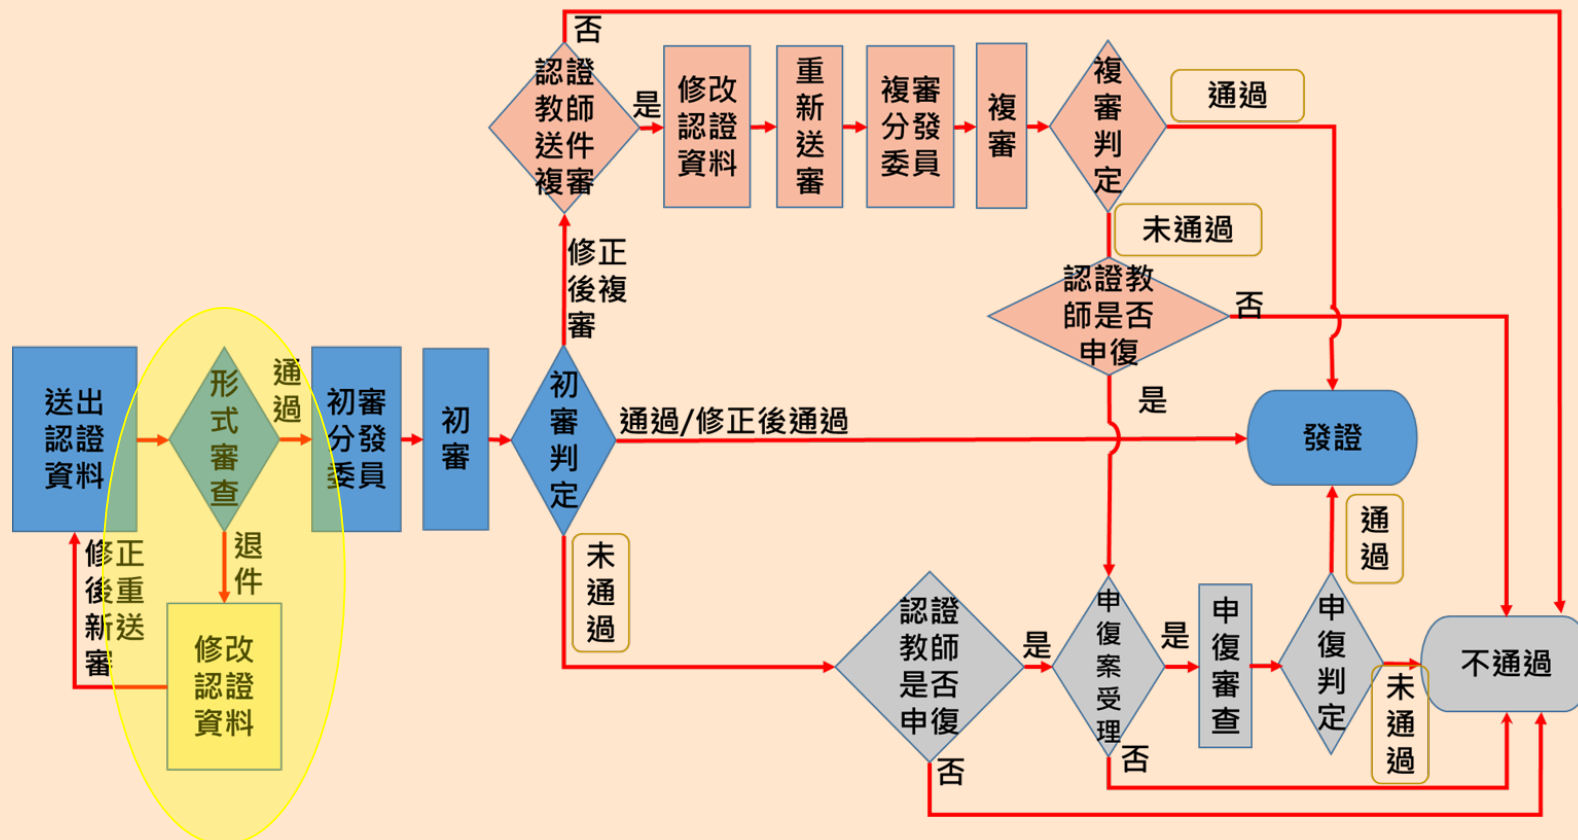 否
認證
教師
送件
複審
是
修改
認證
資料
重
新
送
審
複審
分發
委員
複
審
複
審
判
定
通過
未通過
修正
後複
審
認證教
師是否
申復
否
是
送出
認證
資料
形
式
審
查
通
過
初審
分發
委員
初
審
初
審
判
定
通過/修正後通過
發證
退
件
修正
後重
新送
審
修改
認證
資料
未
通
過
認證
教師
是否
申復
是
否
申
復
案
受
理
是
否
申
復
審
查
申
復
判
定
通
過
未
通
過
不通過